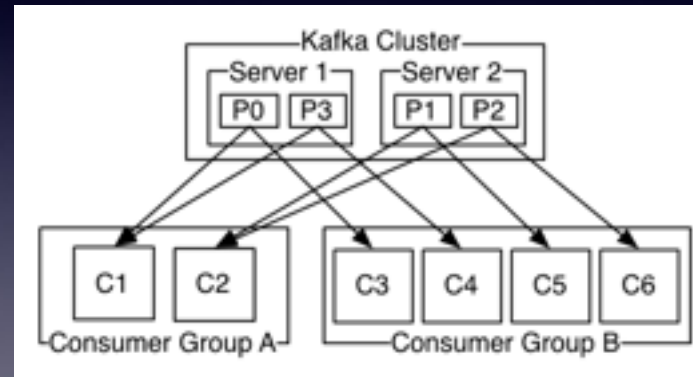 Kafka Cluster
Server 1 Server 2
P0 P3 P1 P2
C1 C2 C3 C4 C5 C6
Consumer Group A Consumer Group B